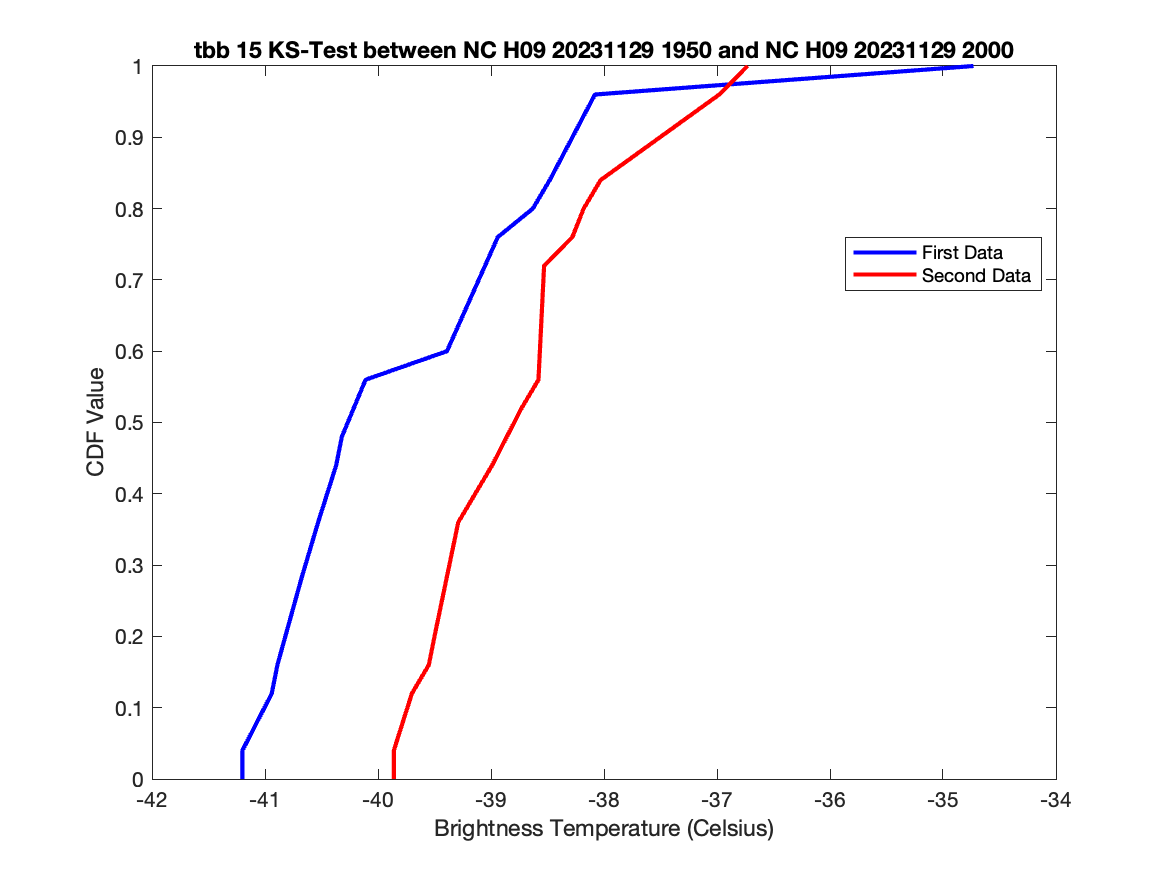 tbb 15 KS-Test between NC H09 20231129 1950 and NC H09 20231129 2000
1
0.9
0.8
0.7
0.6
0.5
0.4
0.3
0.2
0.1
0
CDF Value
First Data
Second Data
-42 -41 -40 -39 -38 -37 -36 -35 -34
Brightness Temperature (Celsius)